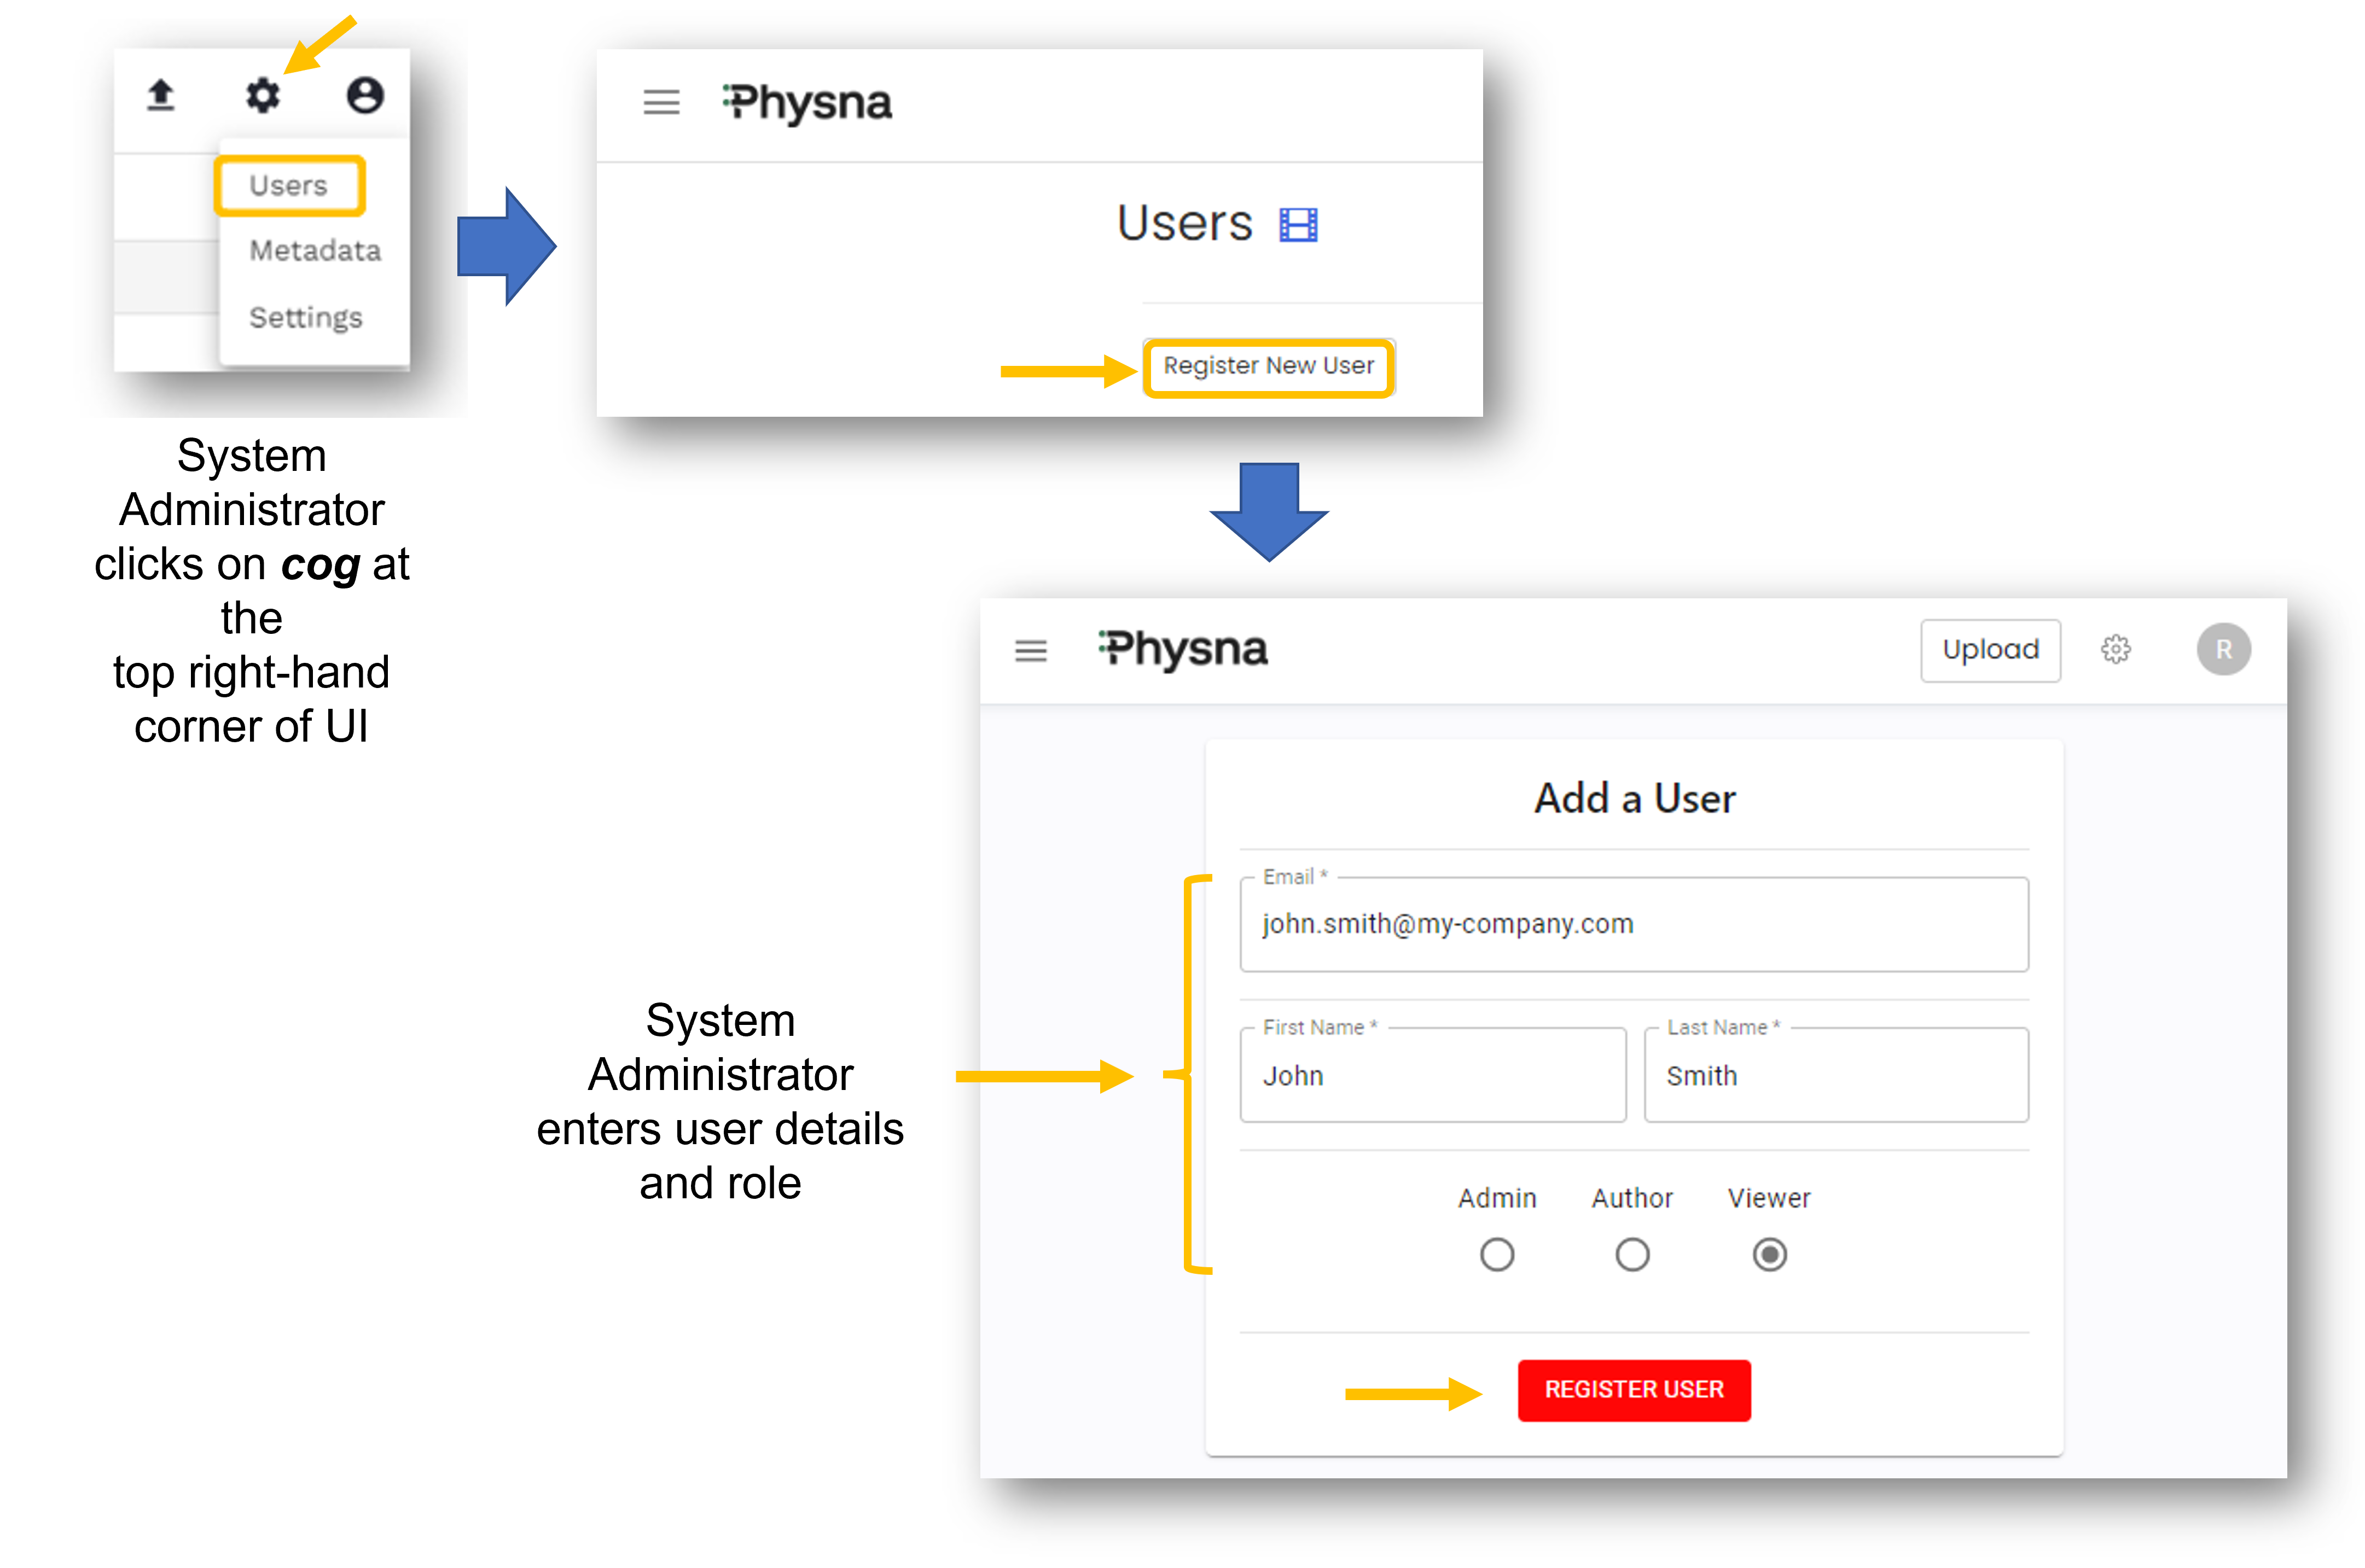 Users
Metadata
Settings
System
Administrator
clicks on cog at
the
top right-hand
corner of UI
Physna
Users
Register New User
Physna
Upload
R
Add a User
Email *
john.smith@my-company.com
First Name *
Last Name *
John
Smith
System
Administrator
enters user details
and role
Admin Author Viewer
REGISTER USER